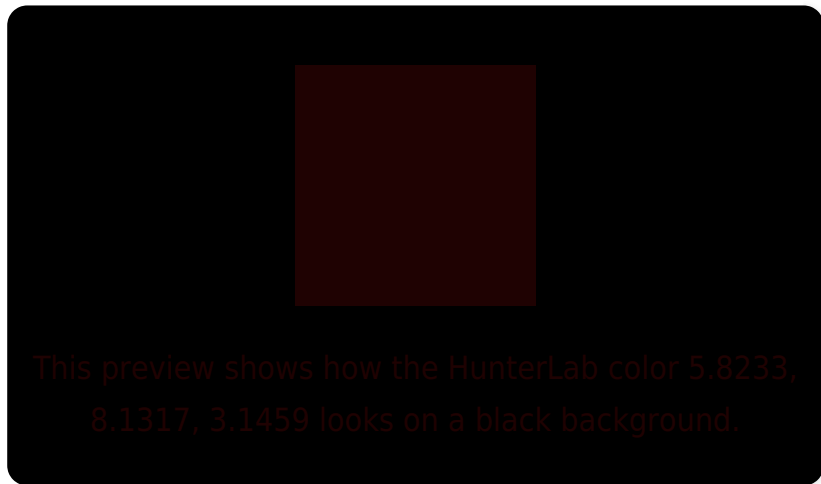 This preview shows how the HunterLab color 5.8233,
8.1317, 3.1459 looks on a black background.